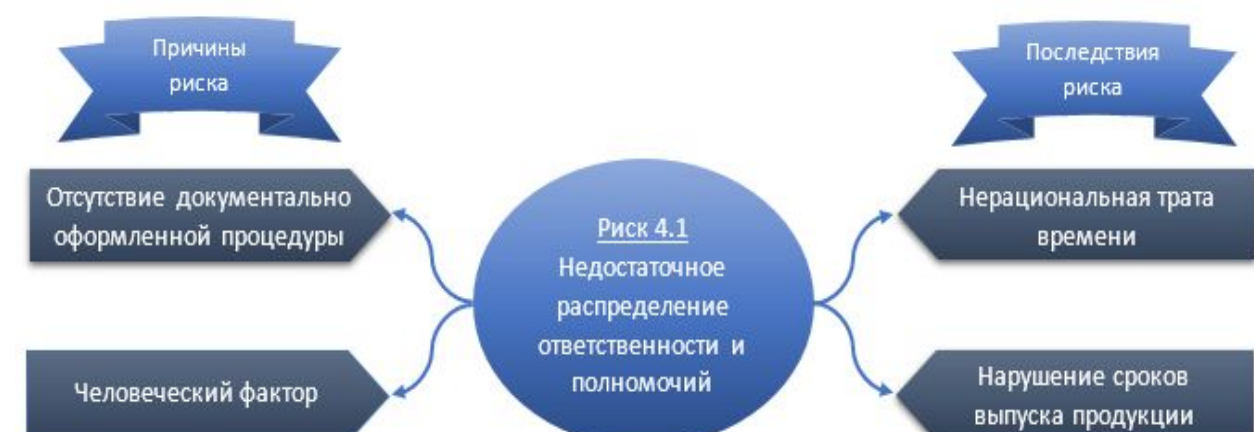 Причины
риска
Последствия
риска
Отсутствие документально
оформленной процедуры
Риск 4.1
Недостаточное
распределение
ответственности и
полномочий
Нерациональная трата
времени
Человеческий фактор
Нарушение сроков
выпуска продукции